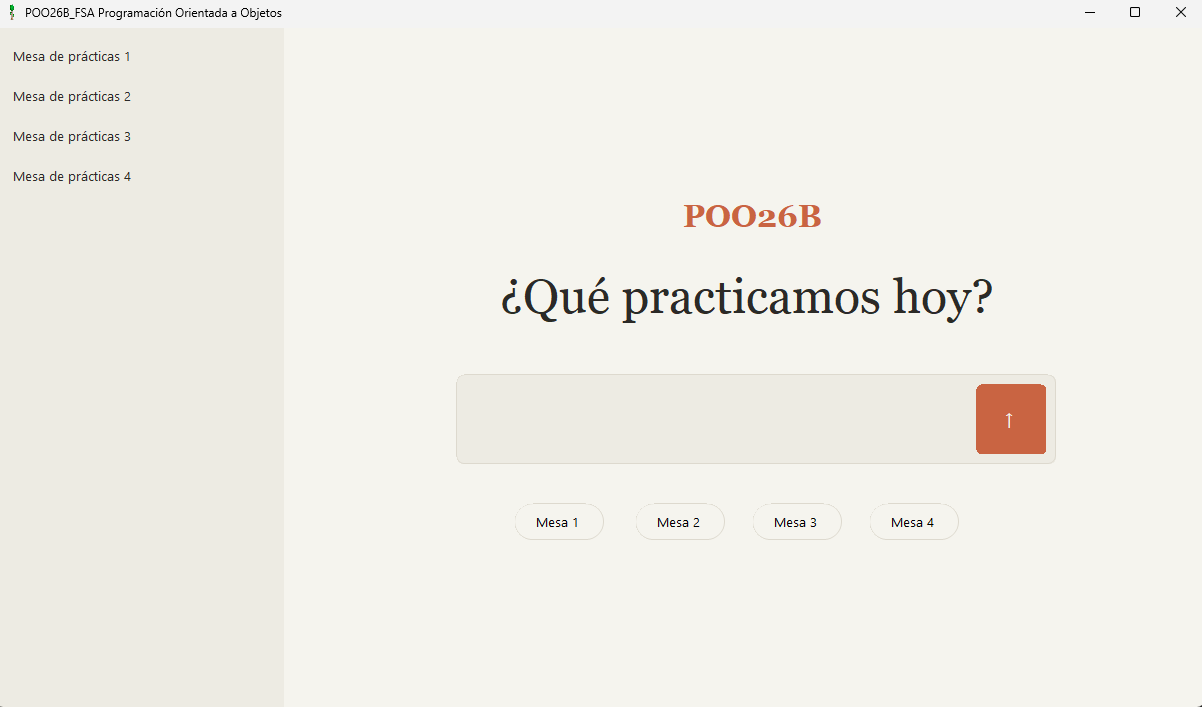 POO26B_FSA Programación Orientada a Objetos
Mesa de prácticas 1
Mesa de prácticas 2
Mesa de prácticas 3
Mesa de prácticas 4
POO26B
¿Qué practicamos hoy?
↑
Mesa 1
Mesa 2
Mesa 3
Mesa 4